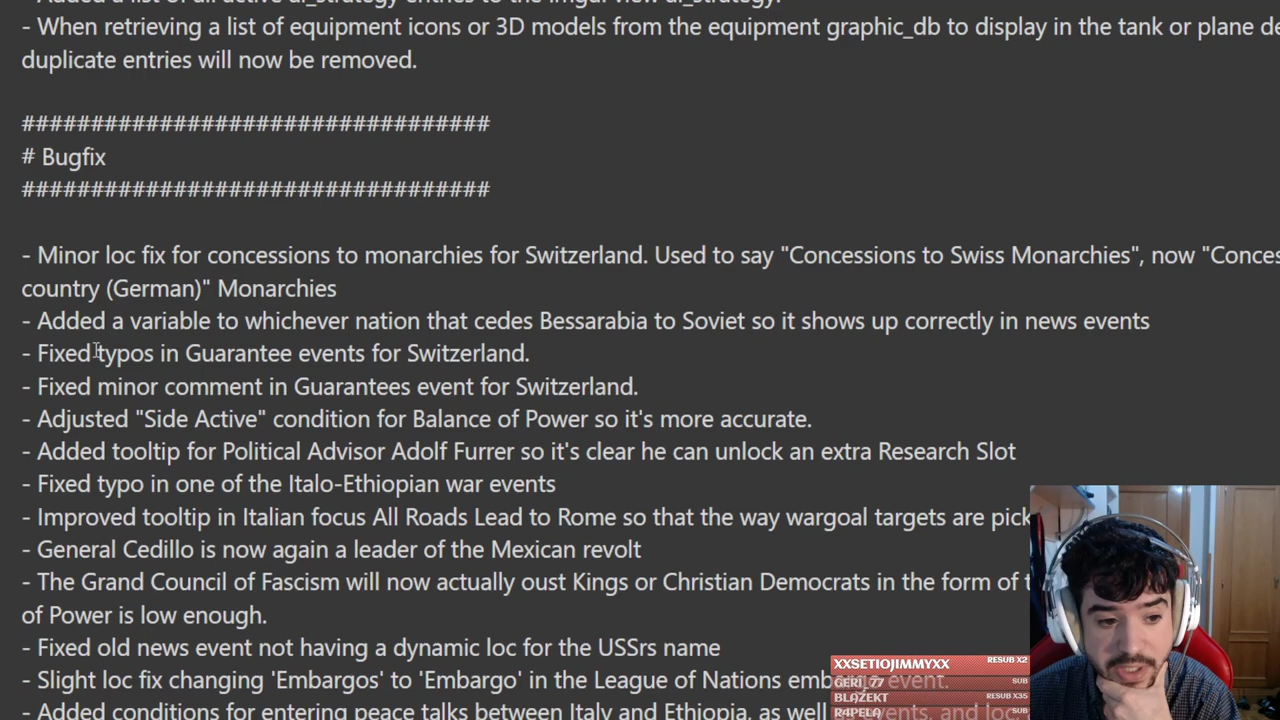 - Added a list of all active ai_strategy entries to the imgui view ai_strategy.
- When retrieving a list of equipment icons or 3D models from the equipment graphic_db to display in the tank or plane de
duplicate entries will now be removed.
##################################
# Bugfix
##################################
- Minor loc fix for concessions to monarchies for Switzerland. Used to say "Concessions to Swiss Monarchies", now "Conces
country (German)" Monarchies
- Added a variable to whichever nation that cedes Bessarabia to Soviet so it shows up correctly in news events
- Fixed typos in Guarantee events for Switzerland.
- Fixed minor comment in Guarantees event for Switzerland.
- Adjusted "Side Active" condition for Balance of Power so it's more accurate.
- Added tooltip for Political Advisor Adolf Furrer so it's clear he can unlock an extra Research Slot
- Fixed typo in one of the Italo-Ethiopian war events
- Improved tooltip in Italian focus All Roads Lead to Rome so that the way wargoal targets are pick
- General Cedillo is now again a leader of the Mexican revolt
- The Grand Council of Fascism will now actually oust Kings or Christian Democrats in the form of t
of Power is low enough.
- Fixed old news event not having a dynamic loc for the USSrs name
- Slight loc fix changing 'Embargos' to 'Embargo' in the League of Nations embargo event.
- Added conditions for entering peace talks between Italy and Ethiopia, as well events, and loc.
XXSETIOJIMMYXX RESUB X2
GERI_77 SUB
BLAZEKT RESUB X35
R4PELA SUB